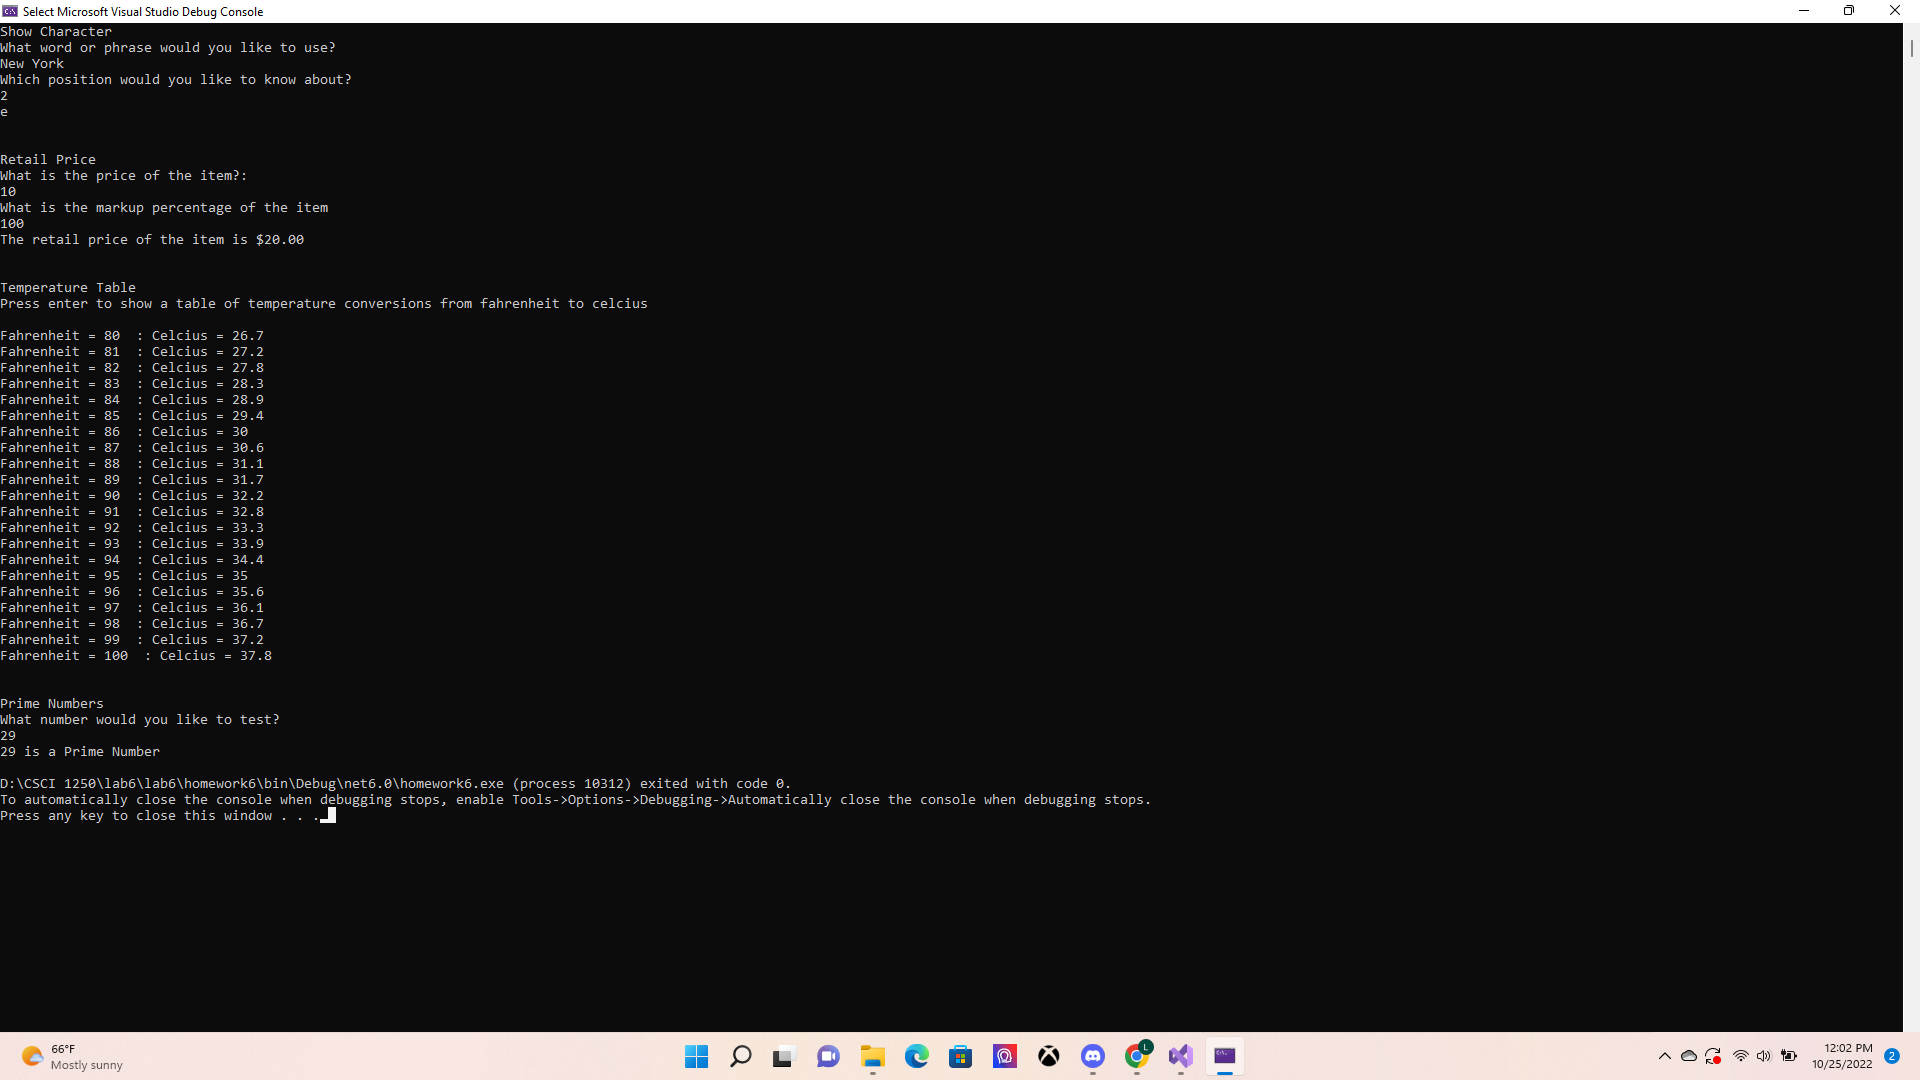 Select Microsoft Visual Studio Debug Console
Show Character
What word or phrase would you like to use?
New York
Which position would you like to know about?
2
e
Retail Price
What is the price of the item?:
10
What is the markup percentage of the item
100
The retail price of the item is $20.00
Temperature Table
Press enter to show a table of temperature conversions from fahrenheit to celcius
Fahrenheit = 80  : Celcius = 26.7
Fahrenheit = 81  : Celcius = 27.2
Fahrenheit = 82  : Celcius = 27.8
Fahrenheit = 83  : Celcius = 28.3
Fahrenheit = 84  : Celcius = 28.9
Fahrenheit = 85  : Celcius = 29.4
Fahrenheit = 86  : Celcius = 30
Fahrenheit = 87  : Celcius = 30.6
Fahrenheit = 88  : Celcius = 31.1
Fahrenheit = 89  : Celcius = 31.7
Fahrenheit = 90  : Celcius = 32.2
Fahrenheit = 91  : Celcius = 32.8
Fahrenheit = 92  : Celcius = 33.3
Fahrenheit = 93  : Celcius = 33.9
Fahrenheit = 94  : Celcius = 34.4
Fahrenheit = 95  : Celcius = 35
Fahrenheit = 96  : Celcius = 35.6
Fahrenheit = 97  : Celcius = 36.1
Fahrenheit = 98  : Celcius = 36.7
Fahrenheit = 99  : Celcius = 37.2
Fahrenheit = 100  : Celcius = 37.8
Prime Numbers
What number would you like to test?
29
29 is a Prime Number
D:\CSCI 1250\lab6\lab6\homework6\bin\Debug\net6.0\homework6.exe (process 10312) exited with code 0.
To automatically close the console when debugging stops, enable Tools->Options->Debugging->Automatically close the console when debugging stops.
Press any key to close this window . . .
66°F
Mostly sunny
L
12:02 PM
10/25/2022
2